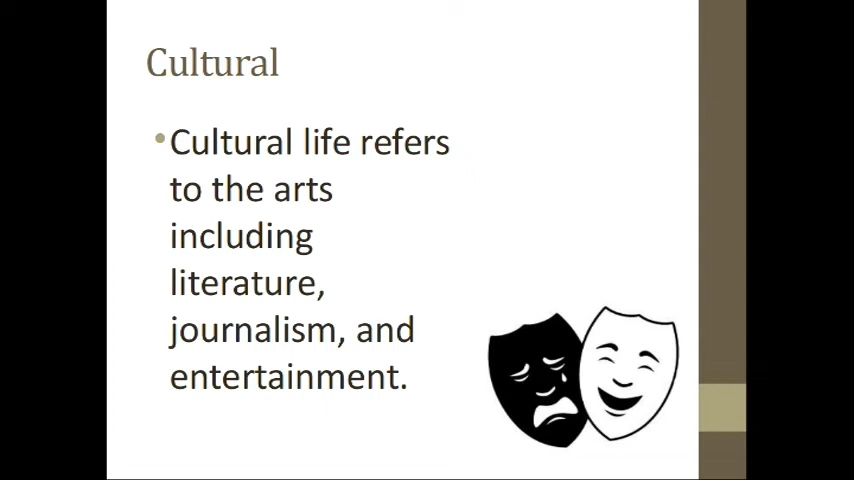 Cultural
•Cultural life refers
to the arts
including
literature,
journalism, and
entertainment.